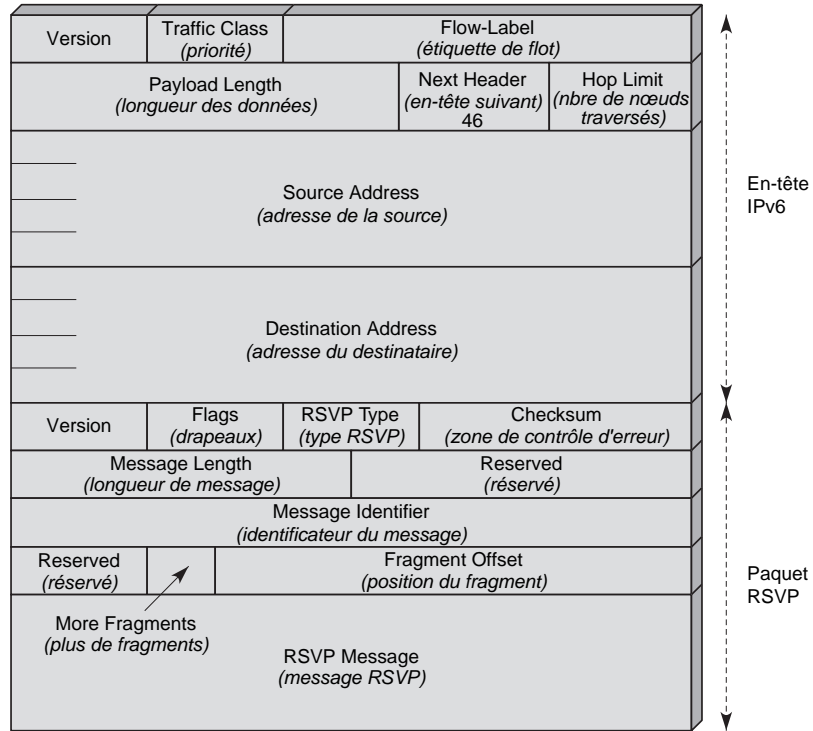 Version
Traffic Class
(priorité)
Flow-Label
(étiquette de flot)
Payload Length
(longueur des données)
Next Header
(en-tête suivant)
46
Hop Limit
(nbre de nœuds
traversés)
Source Address
(adresse de la source)
En-tête
IPv6
Destination Address
(adresse du destinataire)
Version
Flags
(drapeaux)
RSVP Type
(type RSVP)
Checksum
(zone de contrôle d'erreur)
Message Length
(longueur de message)
Reserved
(réservé)
Message Identifier
(identificateur du message)
Reserved
(réservé)
Fragment Offset
(position du fragment)
Paquet
RSVP
More Fragments
(plus de fragments)
RSVP Message
(message RSVP)